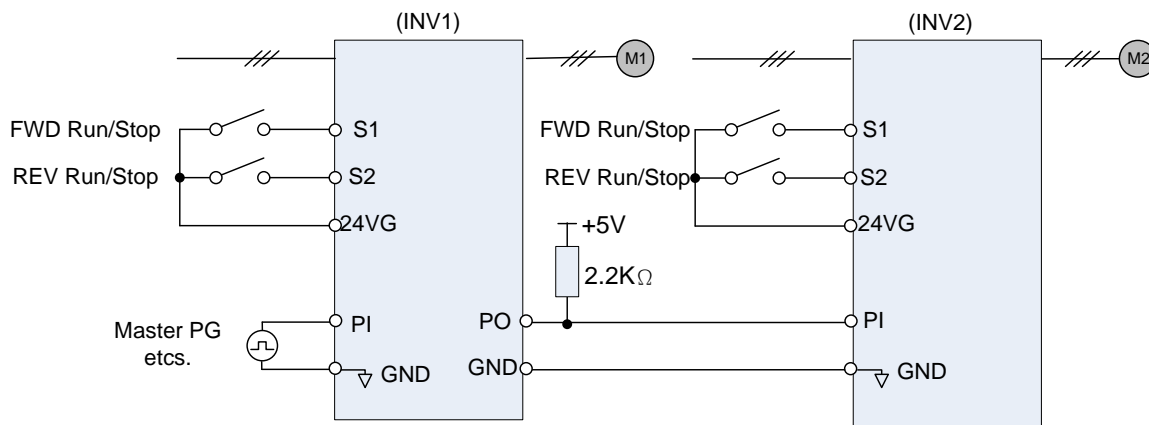 (INV1)
(INV2)
M1
M2
FWD Run/Stop
S1
FWD Run/Stop
S1
REV Run/Stop
S2
REV Run/Stop
S2
24VG
+5V
24VG
2.2KΩ
Master PG
etcs.
PI
PO
PI
GND
GND
GND